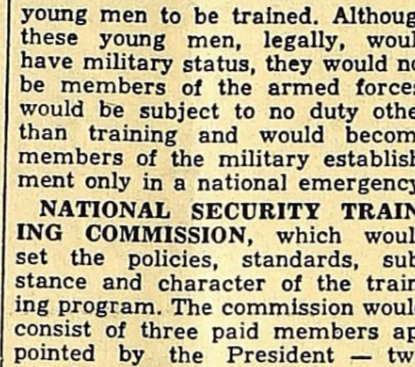 young men to be trained. Althoug
these young men, legally, woul
have military status, they would no
be members of the armed forces
would be subject to no duty othe
than training and would becom
members of the military establish
ment only in a national emergency
NATIONAL SECURITY TRAIN
ING COMMISSION, which woul
set the policies, standards, sub
stance and character of the train
ing program. The commission woul
consist of three paid members ap
pointed by the President — tw